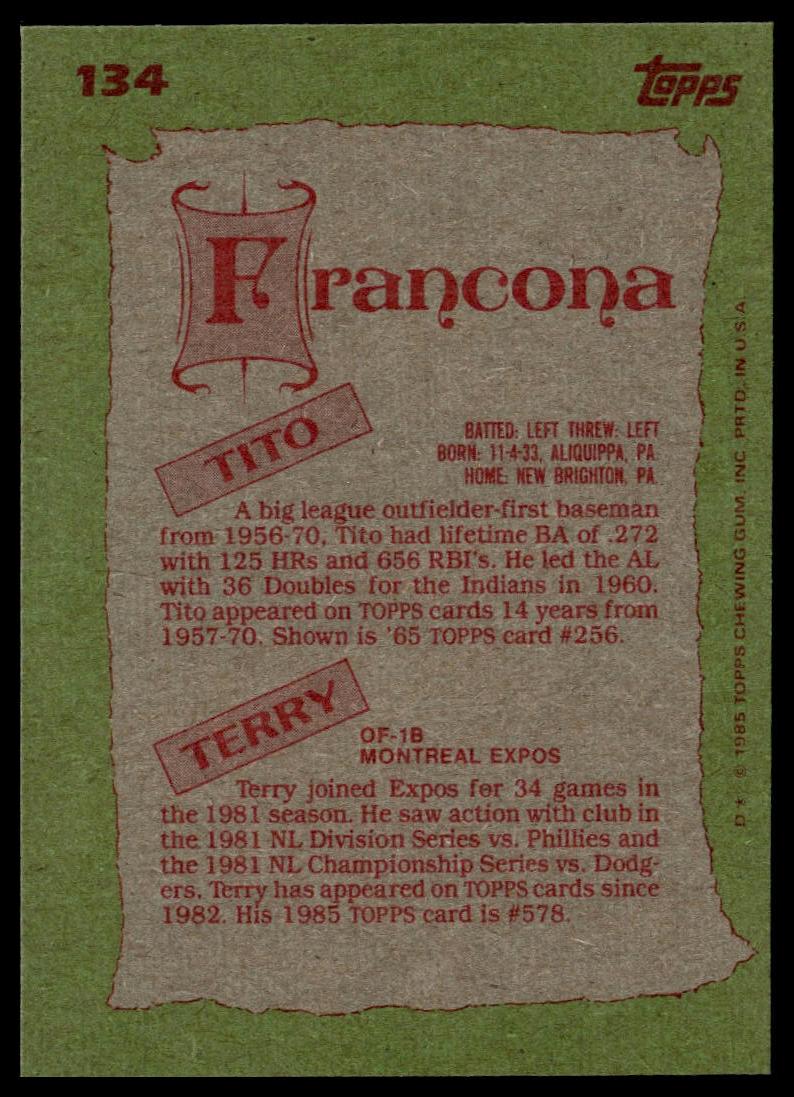 134
TOPPS
Francona
TITO
BATTED: LEFT THREW: LEFT
BORN: 11-4-33, ALIQUIPPA, PA.
HOME: NEW BRIGHTON, PA.
A big league outfielder-first baseman
from 1956-70, Tito had lifetime BA of .272
with 125 HRs and 656 RBI's. He led the AL
with 36 Doubles for the Indians in 1960.
Tito appeared on TOPPS cards 14 years from
1957-70. Shown is '65 TOPPS card #256.
TERRY
OF-1B
MONTREAL EXPOS
Terry joined Expos for 34 games in
the 1981 season. He saw action with club in
the 1981 NL Division Series vs. Phillies and
the 1981 NL Championship Series vs. Dodg-
ers. Terry has appeared on TOPPS cards since
1982. His 1985 TOPPS card is #578.
D* © 1985 TOPPS CHEWING GUM, INC. PRTD. IN U.S.A.